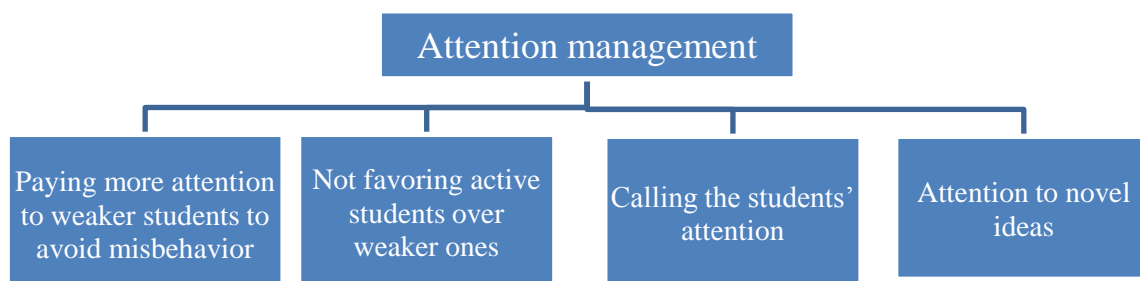 Attention management
Paying more attention
to weaker students to
avoid misbehavior
Not favoring active
students over
weaker ones
Calling the students’
attention
Attention to novel
ideas